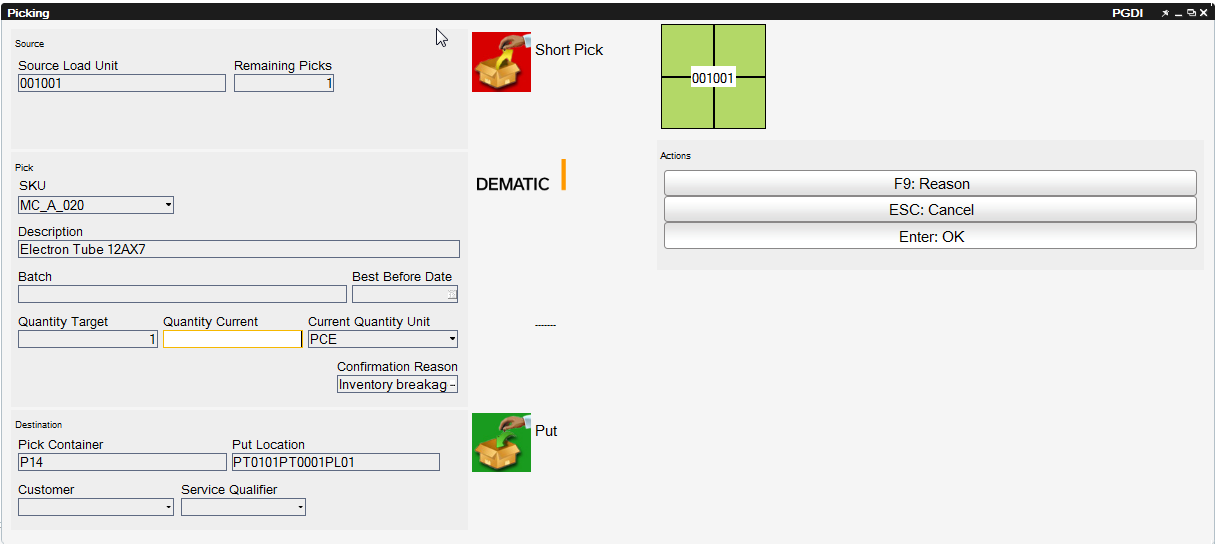 Picking
PGDI
Source
Source Load Unit
Remaining Picks
001001
1
Short Pick
001001
Pick
SKU
MC_A_020
DEMATIC
Description
Electron Tube 12AX7
Batch
Best Before Date
Quantity Target
Quantity Current
Current Quantity Unit
1
PCE
-------
Confirmation Reason
Inventory breakag
Actions
F9: Reason
ESC: Cancel
Enter: OK
Destination
Pick Container
Put Location
P14
PT0101PT0001PL01
Put
Customer
Service Qualifier